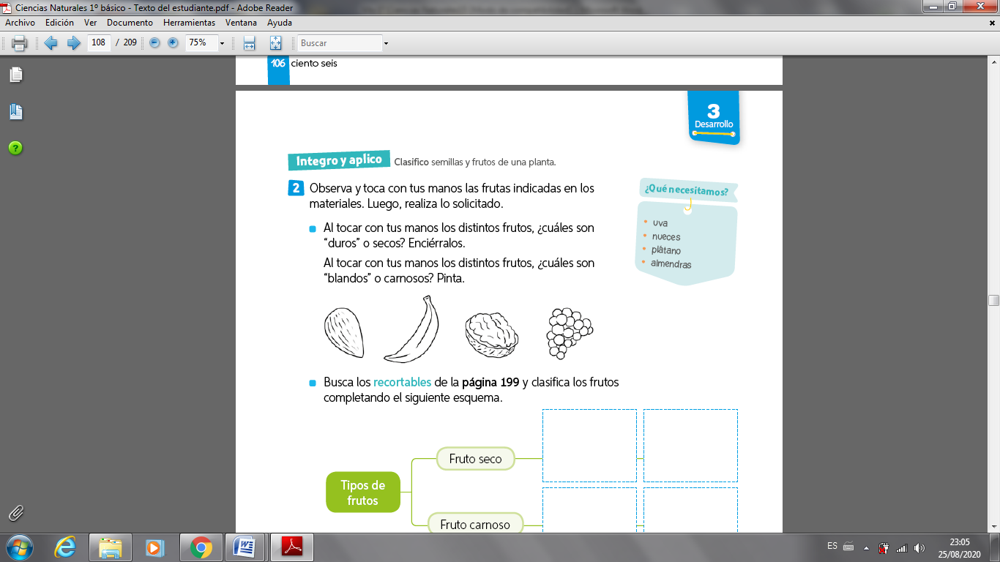 Ciencias Naturales 1º básico - Texto del estudiante.pdf - Adobe Reader
Archivo Edición Ver Documento Herramientas Ventana Ayuda
108 / 209 75% Buscar
106 ciento seis
3
Desarrollo
Integro y aplico Clasifico semillas y frutos de una planta.
2 Observa y toca con tus manos las frutas indicadas en los
materiales. Luego, realiza lo solicitado.
Al tocar con tus manos los distintos frutos, ¿cuáles son
“duros” o secos? Enciérralos.
Al tocar con tus manos los distintos frutos, ¿cuáles son
“blandos” o carnosos? Pinta.
¿Qué necesitamos?
• uva
• nueces
• plátano
• almendras
Busca los recortables de la página 199 y clasifica los frutos
completando el siguiente esquema.
Tipos de
frutos
Fruto seco
Fruto carnoso
ES
23:05
25/08/2020